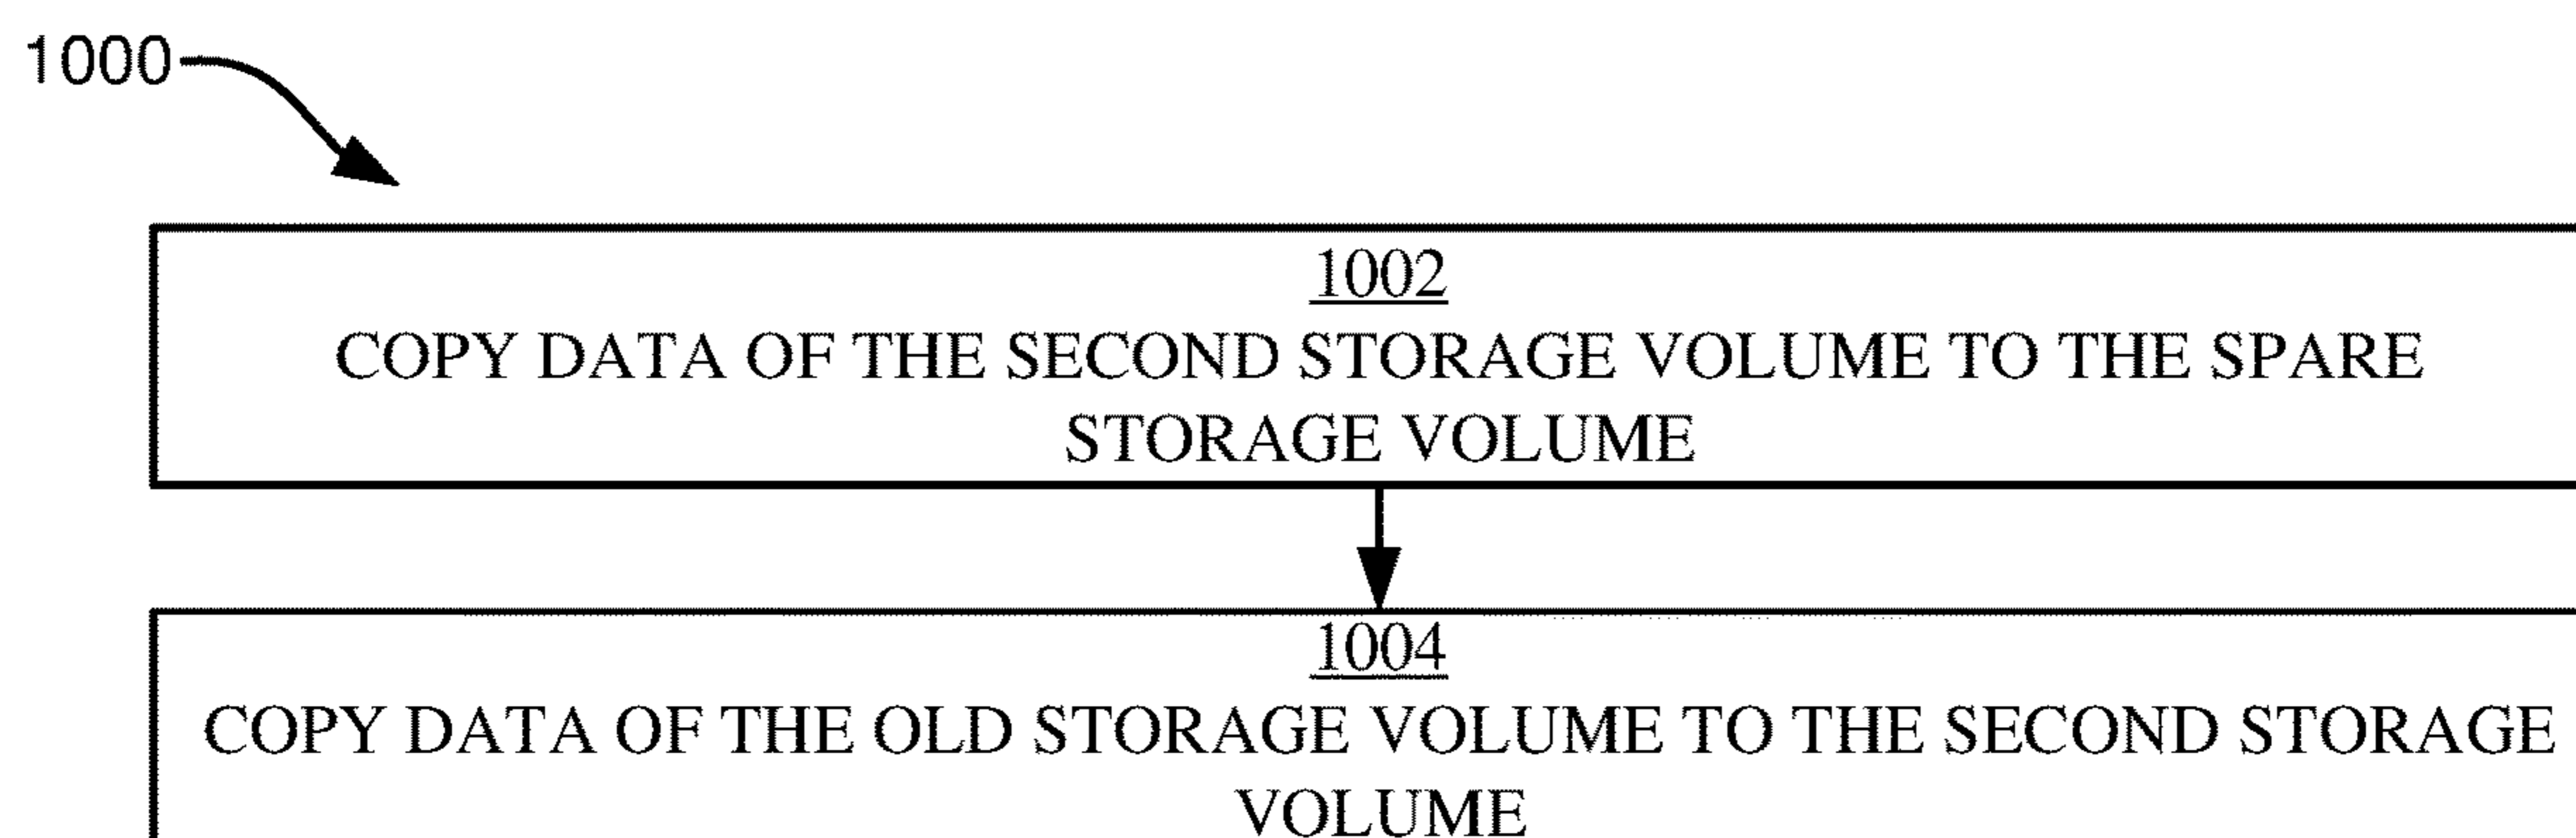 1000
1002
COPY DATA OF THE SECOND STORAGE VOLUME TO THE SPARE
STORAGE VOLUME
1004
COPY DATA OF THE OLD STORAGE VOLUME TO THE SECOND STORAGE
VOLUME